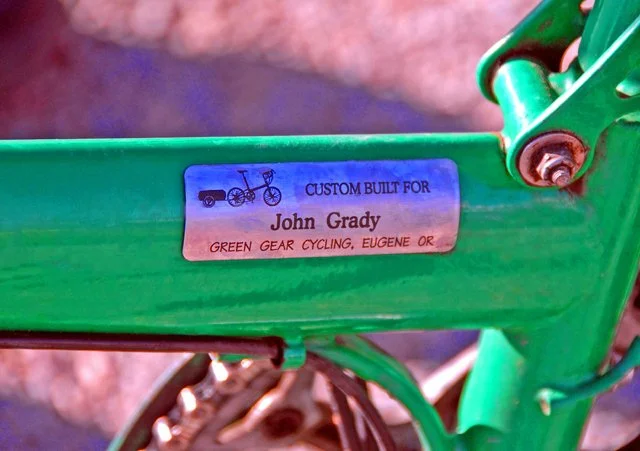 CUSTOM BUILT FOR
John Grady
GREEN GEAR CYCLING, EUGENE OR